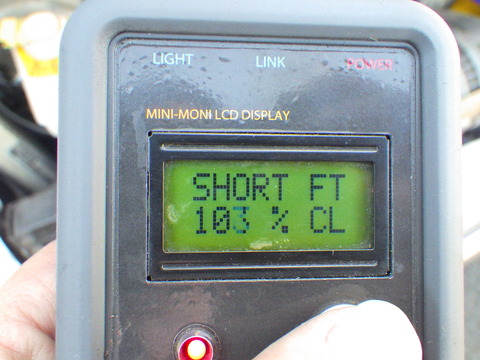 LIGHT LINK POWER
MINI-MONI LCD DISPLAY
SHORT FT
103 % CL